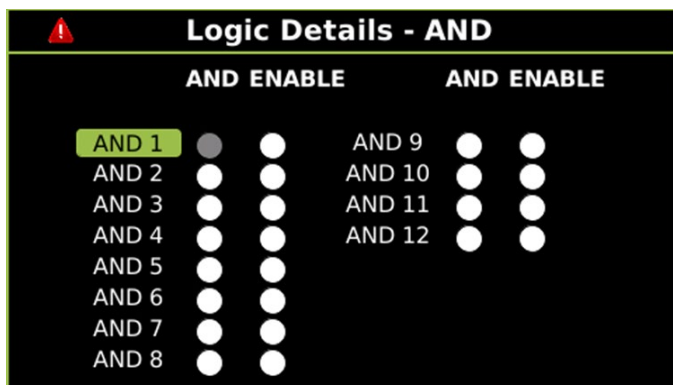 Logic Details - AND
AND ENABLE AND ENABLE
AND 1 AND 9
AND 2 AND 10
AND 3 AND 11
AND 4 AND 12
AND 5
AND 6
AND 7
AND 8